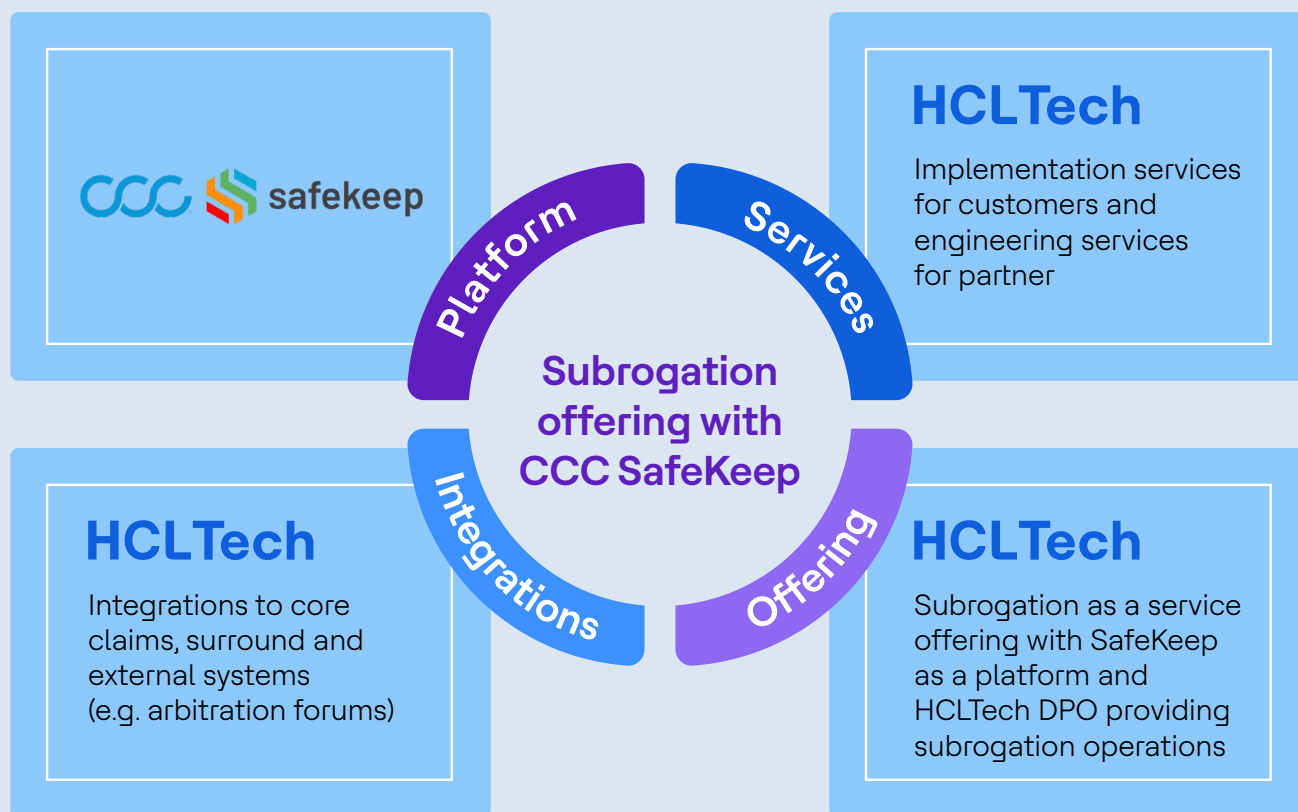 CCC safekeep
Platform
HCLTech
Implementation services
for customers and
engineering services
for partner
Services
Subrogation
offering with
CCC SafeKeep
HCLTech
Integrations to core
claims, surround and
external systems
(e.g. arbitration forums)
Integrations
HCLTech
Subrogation as a service
offering with SafeKeep
as a platform and
HCLTech DPO providing
subrogation operations
Offering